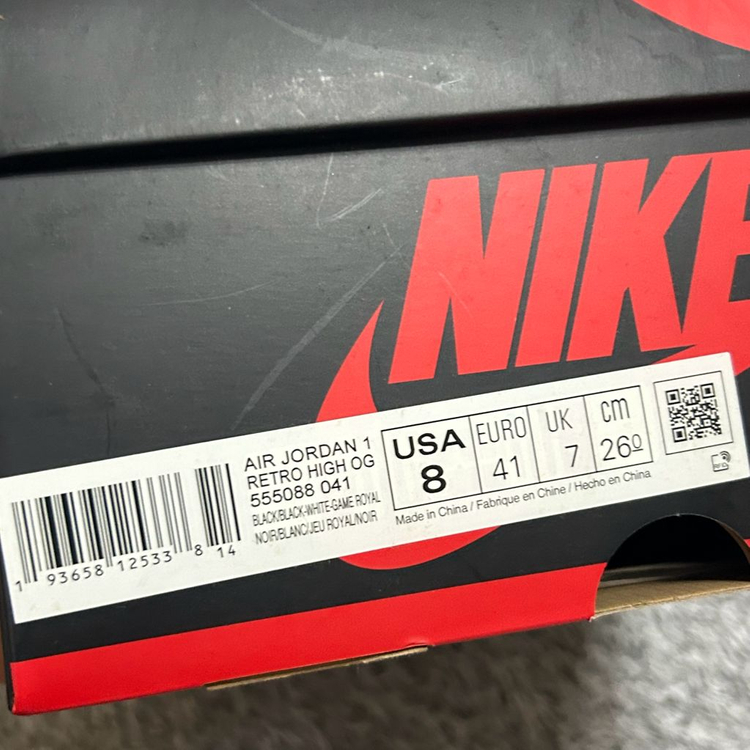 NIKE
AIR JORDAN 1
RETRO HIGH OG
555088 041
BLACK/BLACK-WHITE-GAME ROYAL
NOIR/BLANC/JEU ROYAL/NOIR
USA
8
EURO
41
UK
7
cm
26º
Made in China / Fabriqué en Chine / Hecho en China
1 93658 12533 8 14
RFID